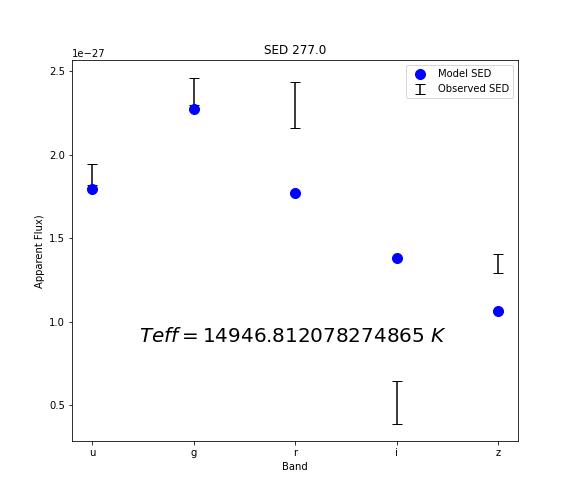 SED 277.0
1e−27
Model SED
Observed SED
2.5
2.0
1.5
1.0
0.5
Apparent Flux)
Teff = 14946.812078274865 K
u g r i z
Band